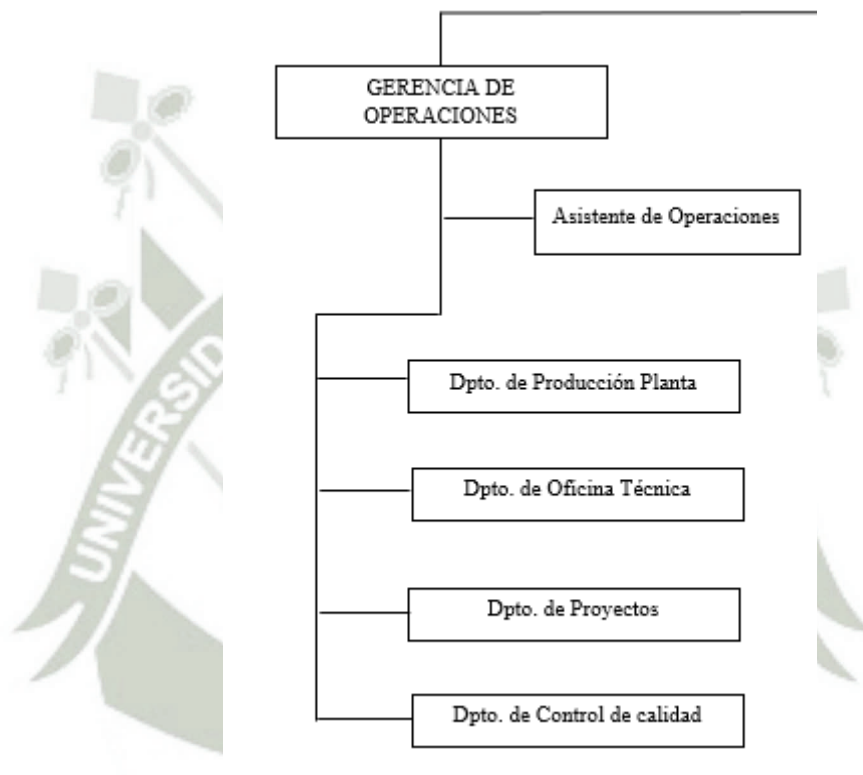 GERENCIA DE
OPERACIONES
Asistente de Operaciones
Dpto. de Producción Planta
Dpto. de Oficina Técnica
Dpto. de Proyectos
Dpto. de Control de calidad
UNIVERSID